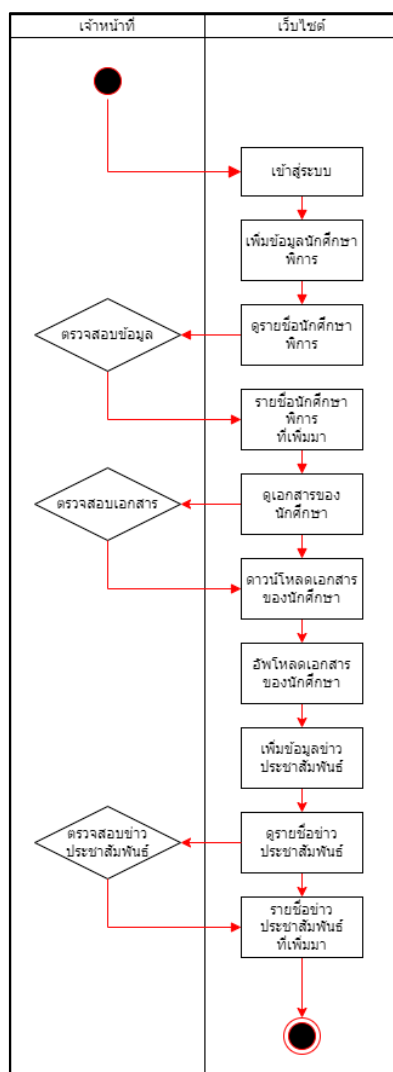 เจ้าหน้าที่
เว็บไซต์
เข้าสู่ระบบ
เพิ่มข้อมูลนักศึกษา
พิการ
ตรวจสอบข้อมูล
ดูรายชื่อนักศึกษา
พิการ
รายชื่อนักศึกษา
พิการ
ที่เพิ่มมา
ตรวจสอบเอกสาร
ดูเอกสารของ
นักศึกษา
ดาวน์โหลดเอกสาร
ของนักศึกษา
อัพโหลดเอกสาร
ของนักศึกษา
เพิ่มข้อมูลข่าว
ประชาสัมพันธ์
ตรวจสอบข่าว
ประชาสัมพันธ์
ดูรายชื่อข่าว
ประชาสัมพันธ์
รายชื่อข่าว
ประชาสัมพันธ์
ที่เพิ่มมา